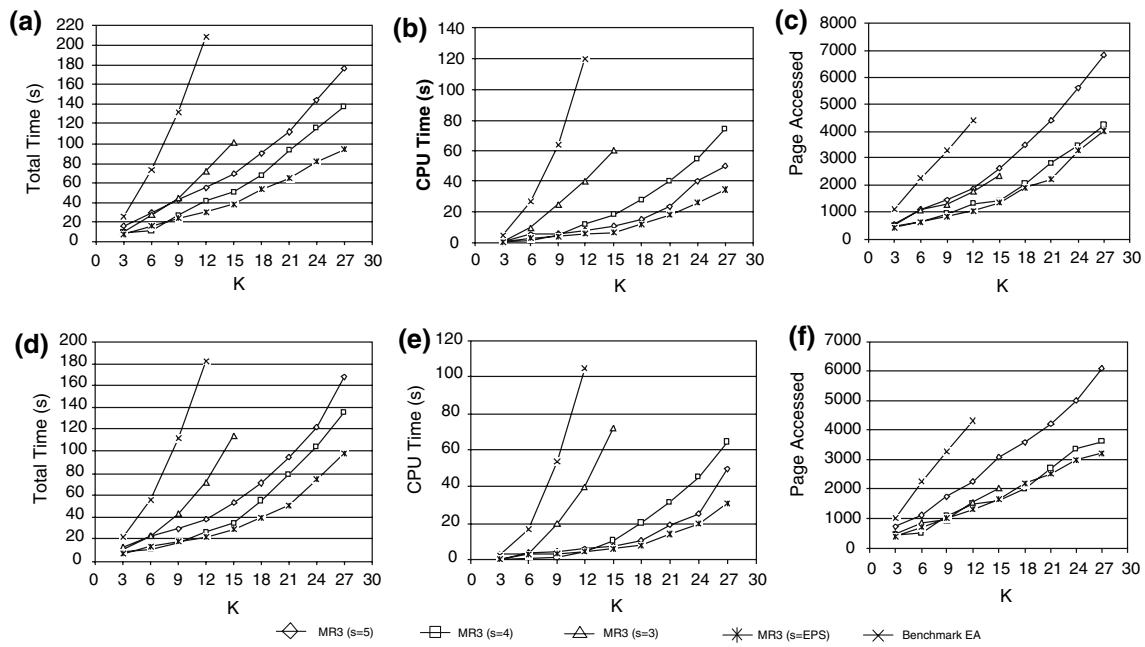 (a)
Total Time (s)
220
200
180
160
140
120
100
80
60
40
20
0
0 3 6 9 12 15 18 21 24 27 30
K
(b)
CPU Time (s)
140
120
100
80
60
40
20
0
0 3 6 9 12 15 18 21 24 27 30
K
(c)
Page Accessed
8000
7000
6000
5000
4000
3000
2000
1000
0
0 3 6 9 12 15 18 21 24 27 30
K
(d)
Total Time (s)
200
180
160
140
120
100
80
60
40
20
0
0 3 6 9 12 15 18 21 24 27 30
K
(e)
CPU Time (s)
120
100
80
60
40
20
0
0 3 6 9 12 15 18 21 24 27 30
K
(f)
Page Accessed
7000
6000
5000
4000
3000
2000
1000
0
0 3 6 9 12 15 18 21 24 27 30
K
MR3 (s=5) MR3 (s=4) MR3 (s=3) MR3 (s=EPS) Benchmark EA